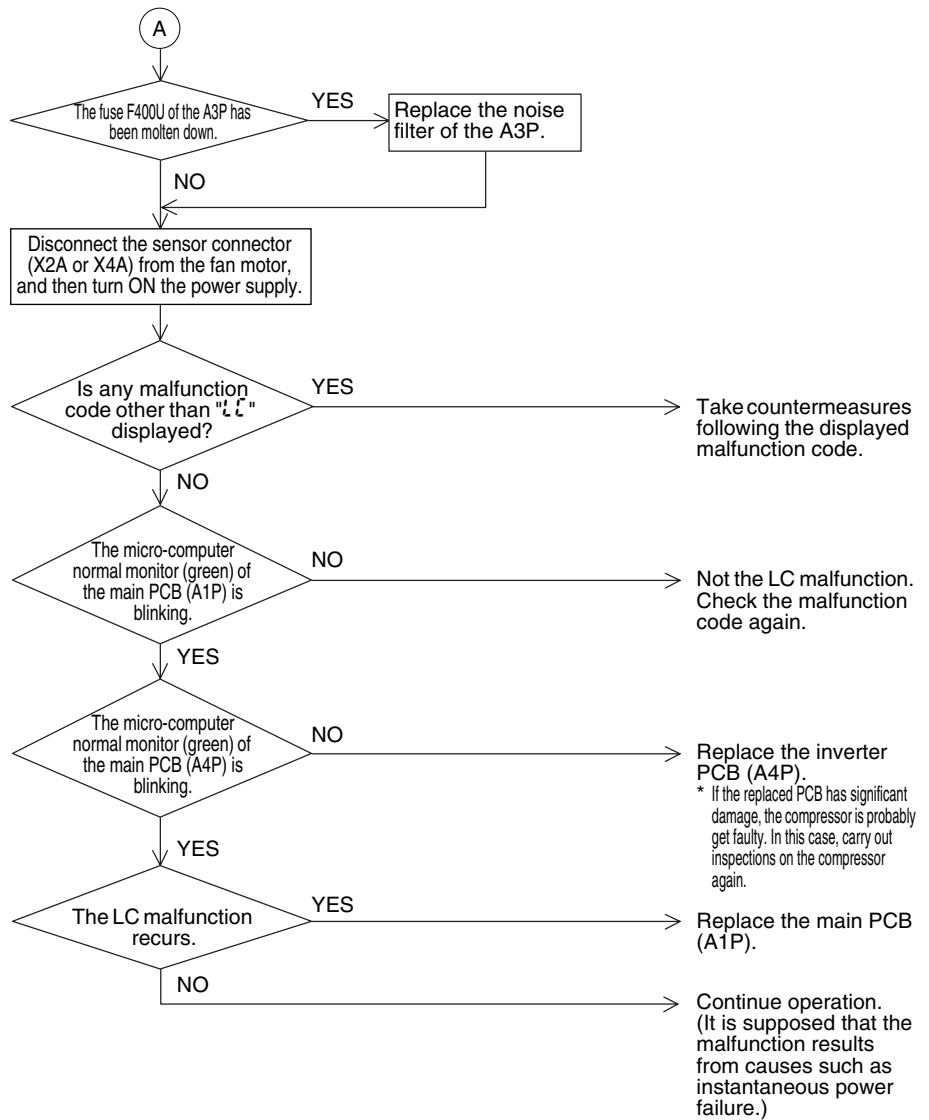 A
The fuse F400U of the A3P has
been molten down.
YES
Replace the noise
filter of the A3P.
NO
Disconnect the sensor connector
(X2A or X4A) from the fan motor,
and then turn ON the power supply.
Is any malfunction
code other than "LC"
displayed?
YES
Take countermeasures
following the displayed
malfunction code.
NO
The micro-computer
normal monitor (green) of
the main PCB (A1P) is
blinking.
NO
Not the LC malfunction.
Check the malfunction
code again.
YES
The micro-computer
normal monitor (green) of
the main PCB (A4P) is
blinking.
NO
Replace the inverter
PCB (A4P).
* If the replaced PCB has significant
damage, the compressor is probably
get faulty. In this case, carry out
inspections on the compressor
again.
YES
The LC malfunction
recurs.
YES
Replace the main PCB
(A1P).
NO
Continue operation.
(It is supposed that the
malfunction results
from causes such as
instantaneous power
failure.)